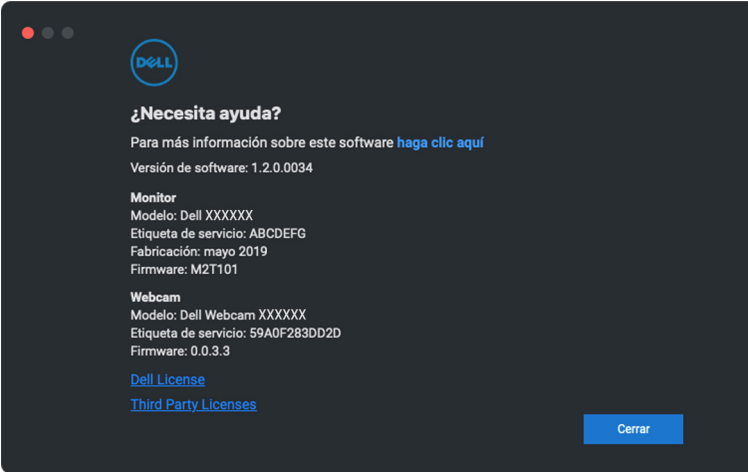 DELL
¿Necesita ayuda?
Para más información sobre este software haga clic aquí
Versión de software: 1.2.0.0034
Monitor
Modelo: Dell XXXXXX
Etiqueta de servicio: ABCDEFG
Fabricación: mayo 2019
Firmware: M2T101
Webcam
Modelo: Dell Webcam XXXXXX
Etiqueta de servicio: 59A0F283DD2D
Firmware: 0.0.3.3
Dell License
Third Party Licenses
Cerrar